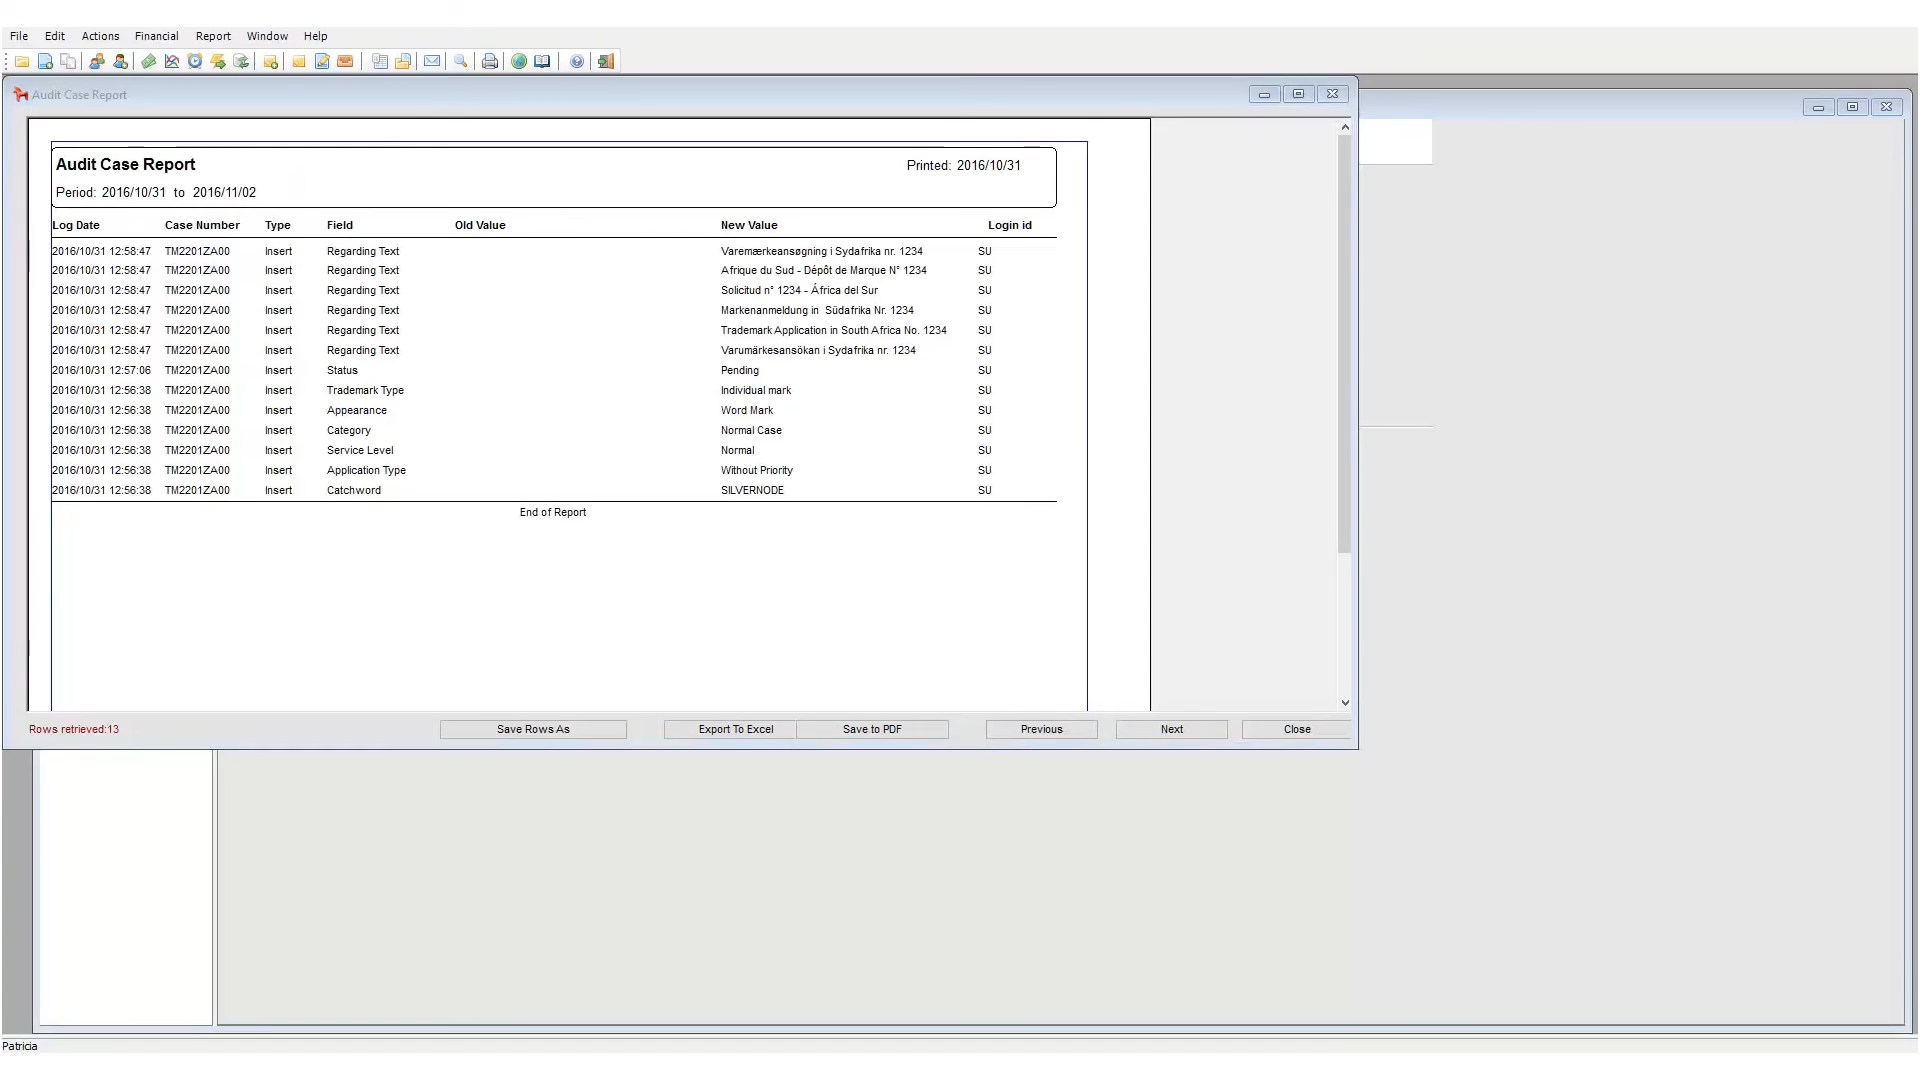 File Edit Actions Financial Report Window Help
Audit Case Report
Audit Case Report Printed: 2016/10/31
Period: 2016/10/31 to 2016/11/02
Log Date Case Number Type Field Old Value New Value Login id
2016/10/31 12:58:47 TM2201ZA00 Insert Regarding Text Varemærkeansøgning i Sydafrika nr. 1234 SU
2016/10/31 12:58:47 TM2201ZA00 Insert Regarding Text Afrique du Sud - Dépôt de Marque N° 1234 SU
2016/10/31 12:58:47 TM2201ZA00 Insert Regarding Text Solicitud n° 1234 - África del Sur SU
2016/10/31 12:58:47 TM2201ZA00 Insert Regarding Text Markenanmeldung in Südafrika Nr. 1234 SU
2016/10/31 12:58:47 TM2201ZA00 Insert Regarding Text Trademark Application in South Africa No. 1234 SU
2016/10/31 12:58:47 TM2201ZA00 Insert Regarding Text Varumärkesansökan i Sydafrika nr. 1234 SU
2016/10/31 12:57:06 TM2201ZA00 Insert Status Pending SU
2016/10/31 12:56:38 TM2201ZA00 Insert Trademark Type Individual mark SU
2016/10/31 12:56:38 TM2201ZA00 Insert Appearance Word Mark SU
2016/10/31 12:56:38 TM2201ZA00 Insert Category Normal Case SU
2016/10/31 12:56:38 TM2201ZA00 Insert Service Level Normal SU
2016/10/31 12:56:38 TM2201ZA00 Insert Application Type Without Priority SU
2016/10/31 12:56:38 TM2201ZA00 Insert Catchword SILVERNODE SU
End of Report
Rows retrieved:13 Save Rows As Export To Excel Save to PDF Previous Next Close
Patricia